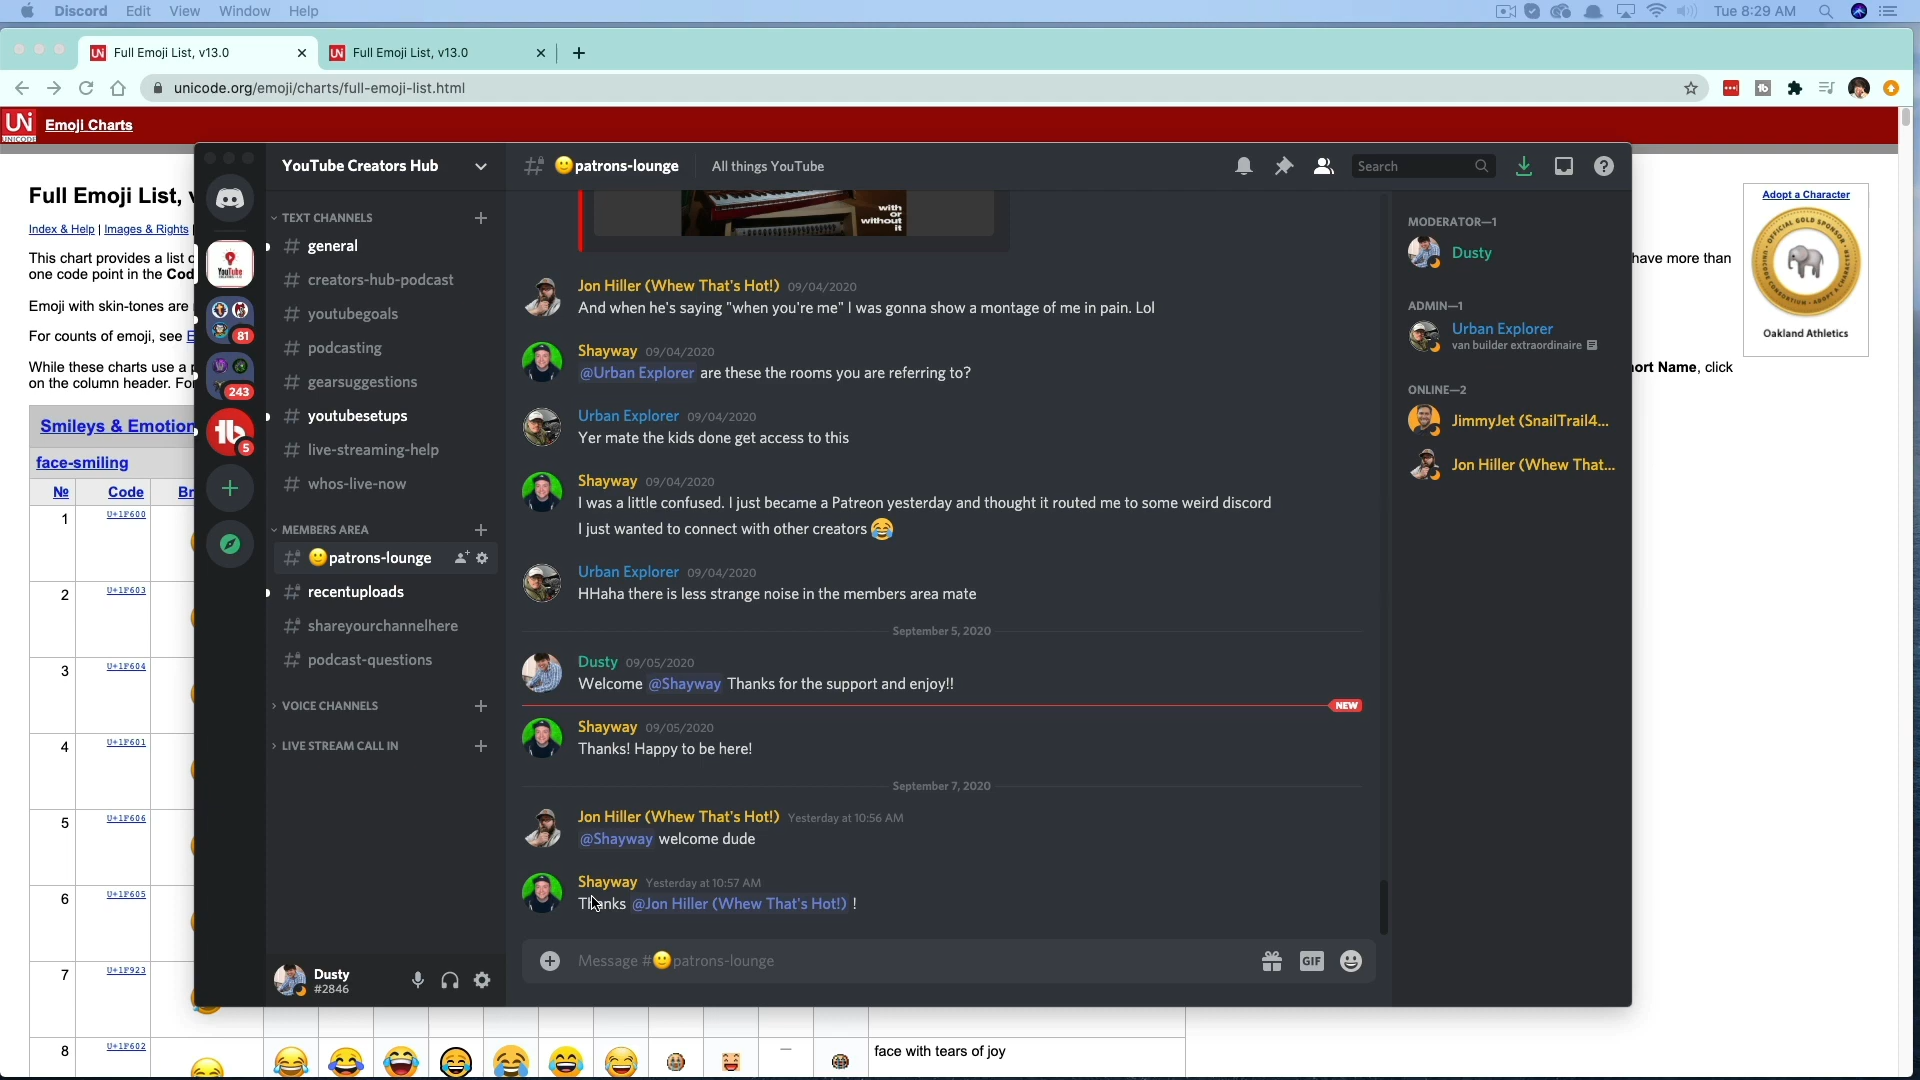 Discord Edit View Window Help
Tue 8:29 AM
Full Emoji List, v13.0
Full Emoji List, v13.0
unicode.org/emoji/charts/full-emoji-list.html
UN
UNICODE
Emoji Charts
Full Emoji List, v
Index & Help | Images & Rights
This chart provides a list o
one code point in the Cod
have more than
Emoji with skin-tones are
For counts of emoji, see E
While these charts use a p
on the column header. For
ort Name, click
Adopt a Character
OFFICIAL GOLD SPONSOR
UNICODE CONSORTIUM · ADOPT A CHARACTER
Oakland Athletics
Smileys & Emotion
face-smiling
№ Code Br
1 U+1F600
2 U+1F603
3 U+1F604
4 U+1F601
5 U+1F606
6 U+1F605
7 U+1F923
8 U+1F602
—
face with tears of joy
YouTube
81
243
5
YouTube Creators Hub
TEXT CHANNELS
general
creators-hub-podcast
youtubegoals
podcasting
gearsuggestions
youtubesetups
live-streaming-help
whos-live-now
MEMBERS AREA
🙂patrons-lounge
recentuploads
shareyourchannelhere
podcast-questions
VOICE CHANNELS
LIVE STREAM CALL IN
Dusty
#2846
🙂patrons-lounge All things YouTube
Search
with
or
without
it
Jon Hiller (Whew That's Hot!) 09/04/2020
And when he's saying "when you're me" I was gonna show a montage of me in pain. Lol
Shayway 09/04/2020
@Urban Explorer are these the rooms you are referring to?
Urban Explorer 09/04/2020
Yer mate the kids done get access to this
Shayway 09/04/2020
I was a little confused. I just became a Patreon yesterday and thought it routed me to some weird discord
I just wanted to connect with other creators 😂
Urban Explorer 09/04/2020
HHaha there is less strange noise in the members area mate
September 5, 2020
Dusty 09/05/2020
Welcome @Shayway Thanks for the support and enjoy!!
NEW
Shayway 09/05/2020
Thanks! Happy to be here!
September 7, 2020
Jon Hiller (Whew That's Hot!) Yesterday at 10:56 AM
@Shayway welcome dude
Shayway Yesterday at 10:57 AM
Thanks @Jon Hiller (Whew That's Hot!) !
Message #🙂patrons-lounge
GIF
MODERATOR—1
Dusty
ADMIN—1
Urban Explorer
van builder extraordinaire
ONLINE—2
JimmyJet (SnailTrail4...
Jon Hiller (Whew That...